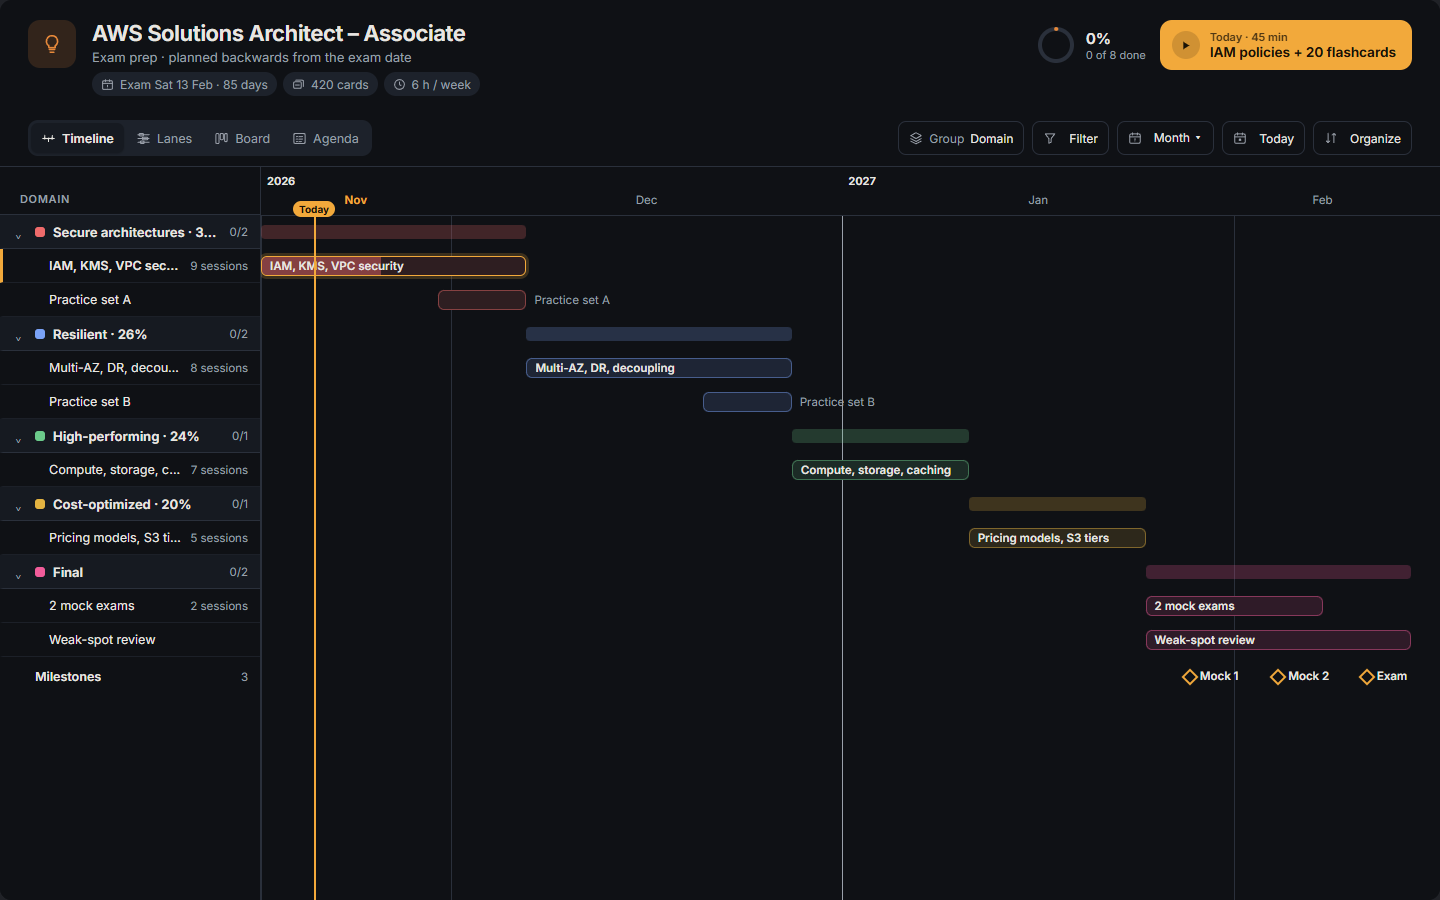 AWS Solutions Architect – Associate
Exam prep · planned backwards from the exam date
Exam Sat 13 Feb · 85 days
420 cards
6 h / week
0%
0 of 8 done
Today · 45 min
IAM policies + 20 flashcards
Timeline
Lanes
Board
Agenda
Group Domain
Filter
Month
Today
Organize
DOMAIN
2026
2027
Nov
Dec
Jan
Feb
Today
Secure architectures · 3... 0/2
IAM, KMS, VPC sec... 9 sessions
IAM, KMS, VPC security
Practice set A
Practice set A
Resilient · 26% 0/2
Multi-AZ, DR, decou... 8 sessions
Multi-AZ, DR, decoupling
Practice set B
Practice set B
High-performing · 24% 0/1
Compute, storage, c... 7 sessions
Compute, storage, caching
Cost-optimized · 20% 0/1
Pricing models, S3 ti... 5 sessions
Pricing models, S3 tiers
Final 0/2
2 mock exams 2 sessions
2 mock exams
Weak-spot review
Weak-spot review
Milestones 3
Mock 1
Mock 2
Exam